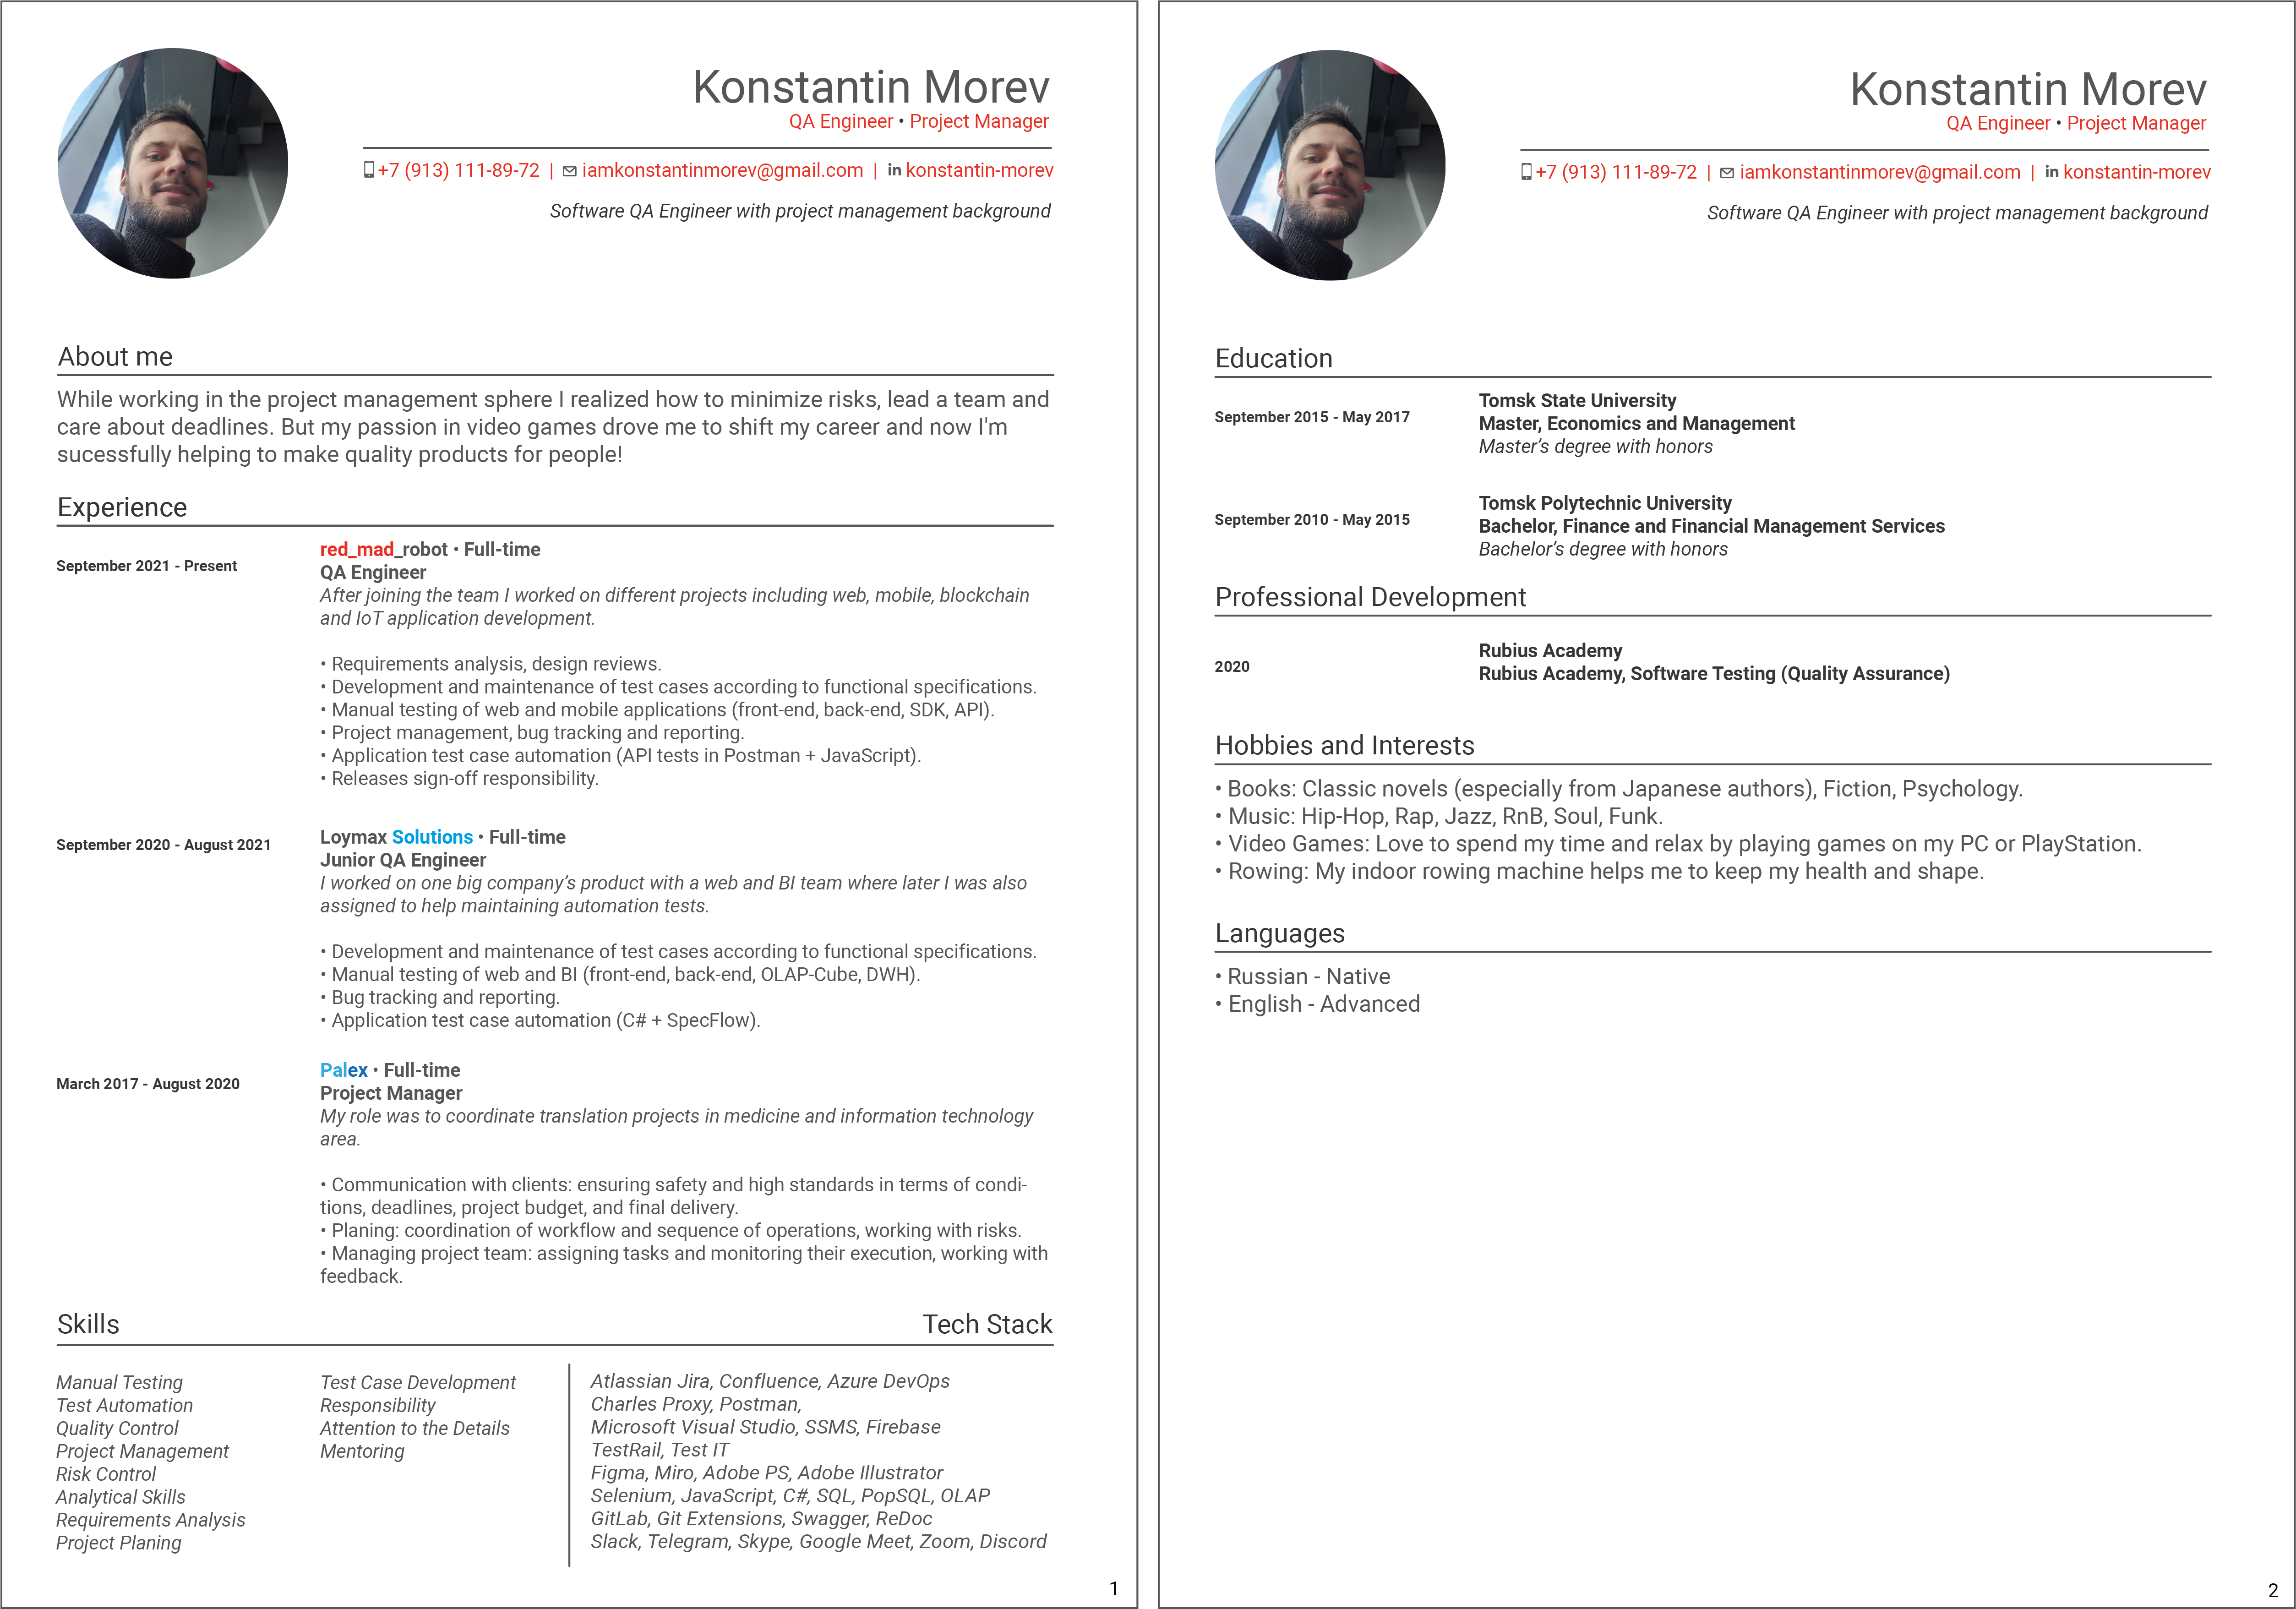 Konstantin Morev
QA Engineer • Project Manager
+7 (913) 111-89-72 | iamkonstantinmorev@gmail.com | in konstantin-morev
Software QA Engineer with project management background
About me
While working in the project management sphere I realized how to minimize risks, lead a team and
care about deadlines. But my passion in video games drove me to shift my career and now I'm
sucessfully helping to make quality products for people!
Experience
September 2021 - Present
red_mad_robot • Full-time
QA Engineer
After joining the team I worked on different projects including web, mobile, blockchain
and IoT application development.
• Requirements analysis, design reviews.
• Development and maintenance of test cases according to functional specifications.
• Manual testing of web and mobile applications (front-end, back-end, SDK, API).
• Project management, bug tracking and reporting.
• Application test case automation (API tests in Postman + JavaScript).
• Releases sign-off responsibility.
September 2020 - August 2021
Loymax Solutions • Full-time
Junior QA Engineer
I worked on one big company’s product with a web and BI team where later I was also
assigned to help maintaining automation tests.
• Development and maintenance of test cases according to functional specifications.
• Manual testing of web and BI (front-end, back-end, OLAP-Cube, DWH).
• Bug tracking and reporting.
• Application test case automation (C# + SpecFlow).
March 2017 - August 2020
Palex • Full-time
Project Manager
My role was to coordinate translation projects in medicine and information technology
area.
• Communication with clients: ensuring safety and high standards in terms of condi-
tions, deadlines, project budget, and final delivery.
• Planing: coordination of workflow and sequence of operations, working with risks.
• Managing project team: assigning tasks and monitoring their execution, working with
feedback.
Skills
Manual Testing
Test Automation
Quality Control
Project Management
Risk Control
Analytical Skills
Requirements Analysis
Project Planing
Test Case Development
Responsibility
Attention to the Details
Mentoring
Tech Stack
Atlassian Jira, Confluence, Azure DevOps
Charles Proxy, Postman,
Microsoft Visual Studio, SSMS, Firebase
TestRail, Test IT
Figma, Miro, Adobe PS, Adobe Illustrator
Selenium, JavaScript, C#, SQL, PopSQL, OLAP
GitLab, Git Extensions, Swagger, ReDoc
Slack, Telegram, Skype, Google Meet, Zoom, Discord
1
Konstantin Morev
QA Engineer • Project Manager
+7 (913) 111-89-72 | iamkonstantinmorev@gmail.com | in konstantin-morev
Software QA Engineer with project management background
Education
September 2015 - May 2017
Tomsk State University
Master, Economics and Management
Master’s degree with honors
September 2010 - May 2015
Tomsk Polytechnic University
Bachelor, Finance and Financial Management Services
Bachelor’s degree with honors
Professional Development
2020
Rubius Academy
Rubius Academy, Software Testing (Quality Assurance)
Hobbies and Interests
• Books: Classic novels (especially from Japanese authors), Fiction, Psychology.
• Music: Hip-Hop, Rap, Jazz, RnB, Soul, Funk.
• Video Games: Love to spend my time and relax by playing games on my PC or PlayStation.
• Rowing: My indoor rowing machine helps me to keep my health and shape.
Languages
• Russian - Native
• English - Advanced
2